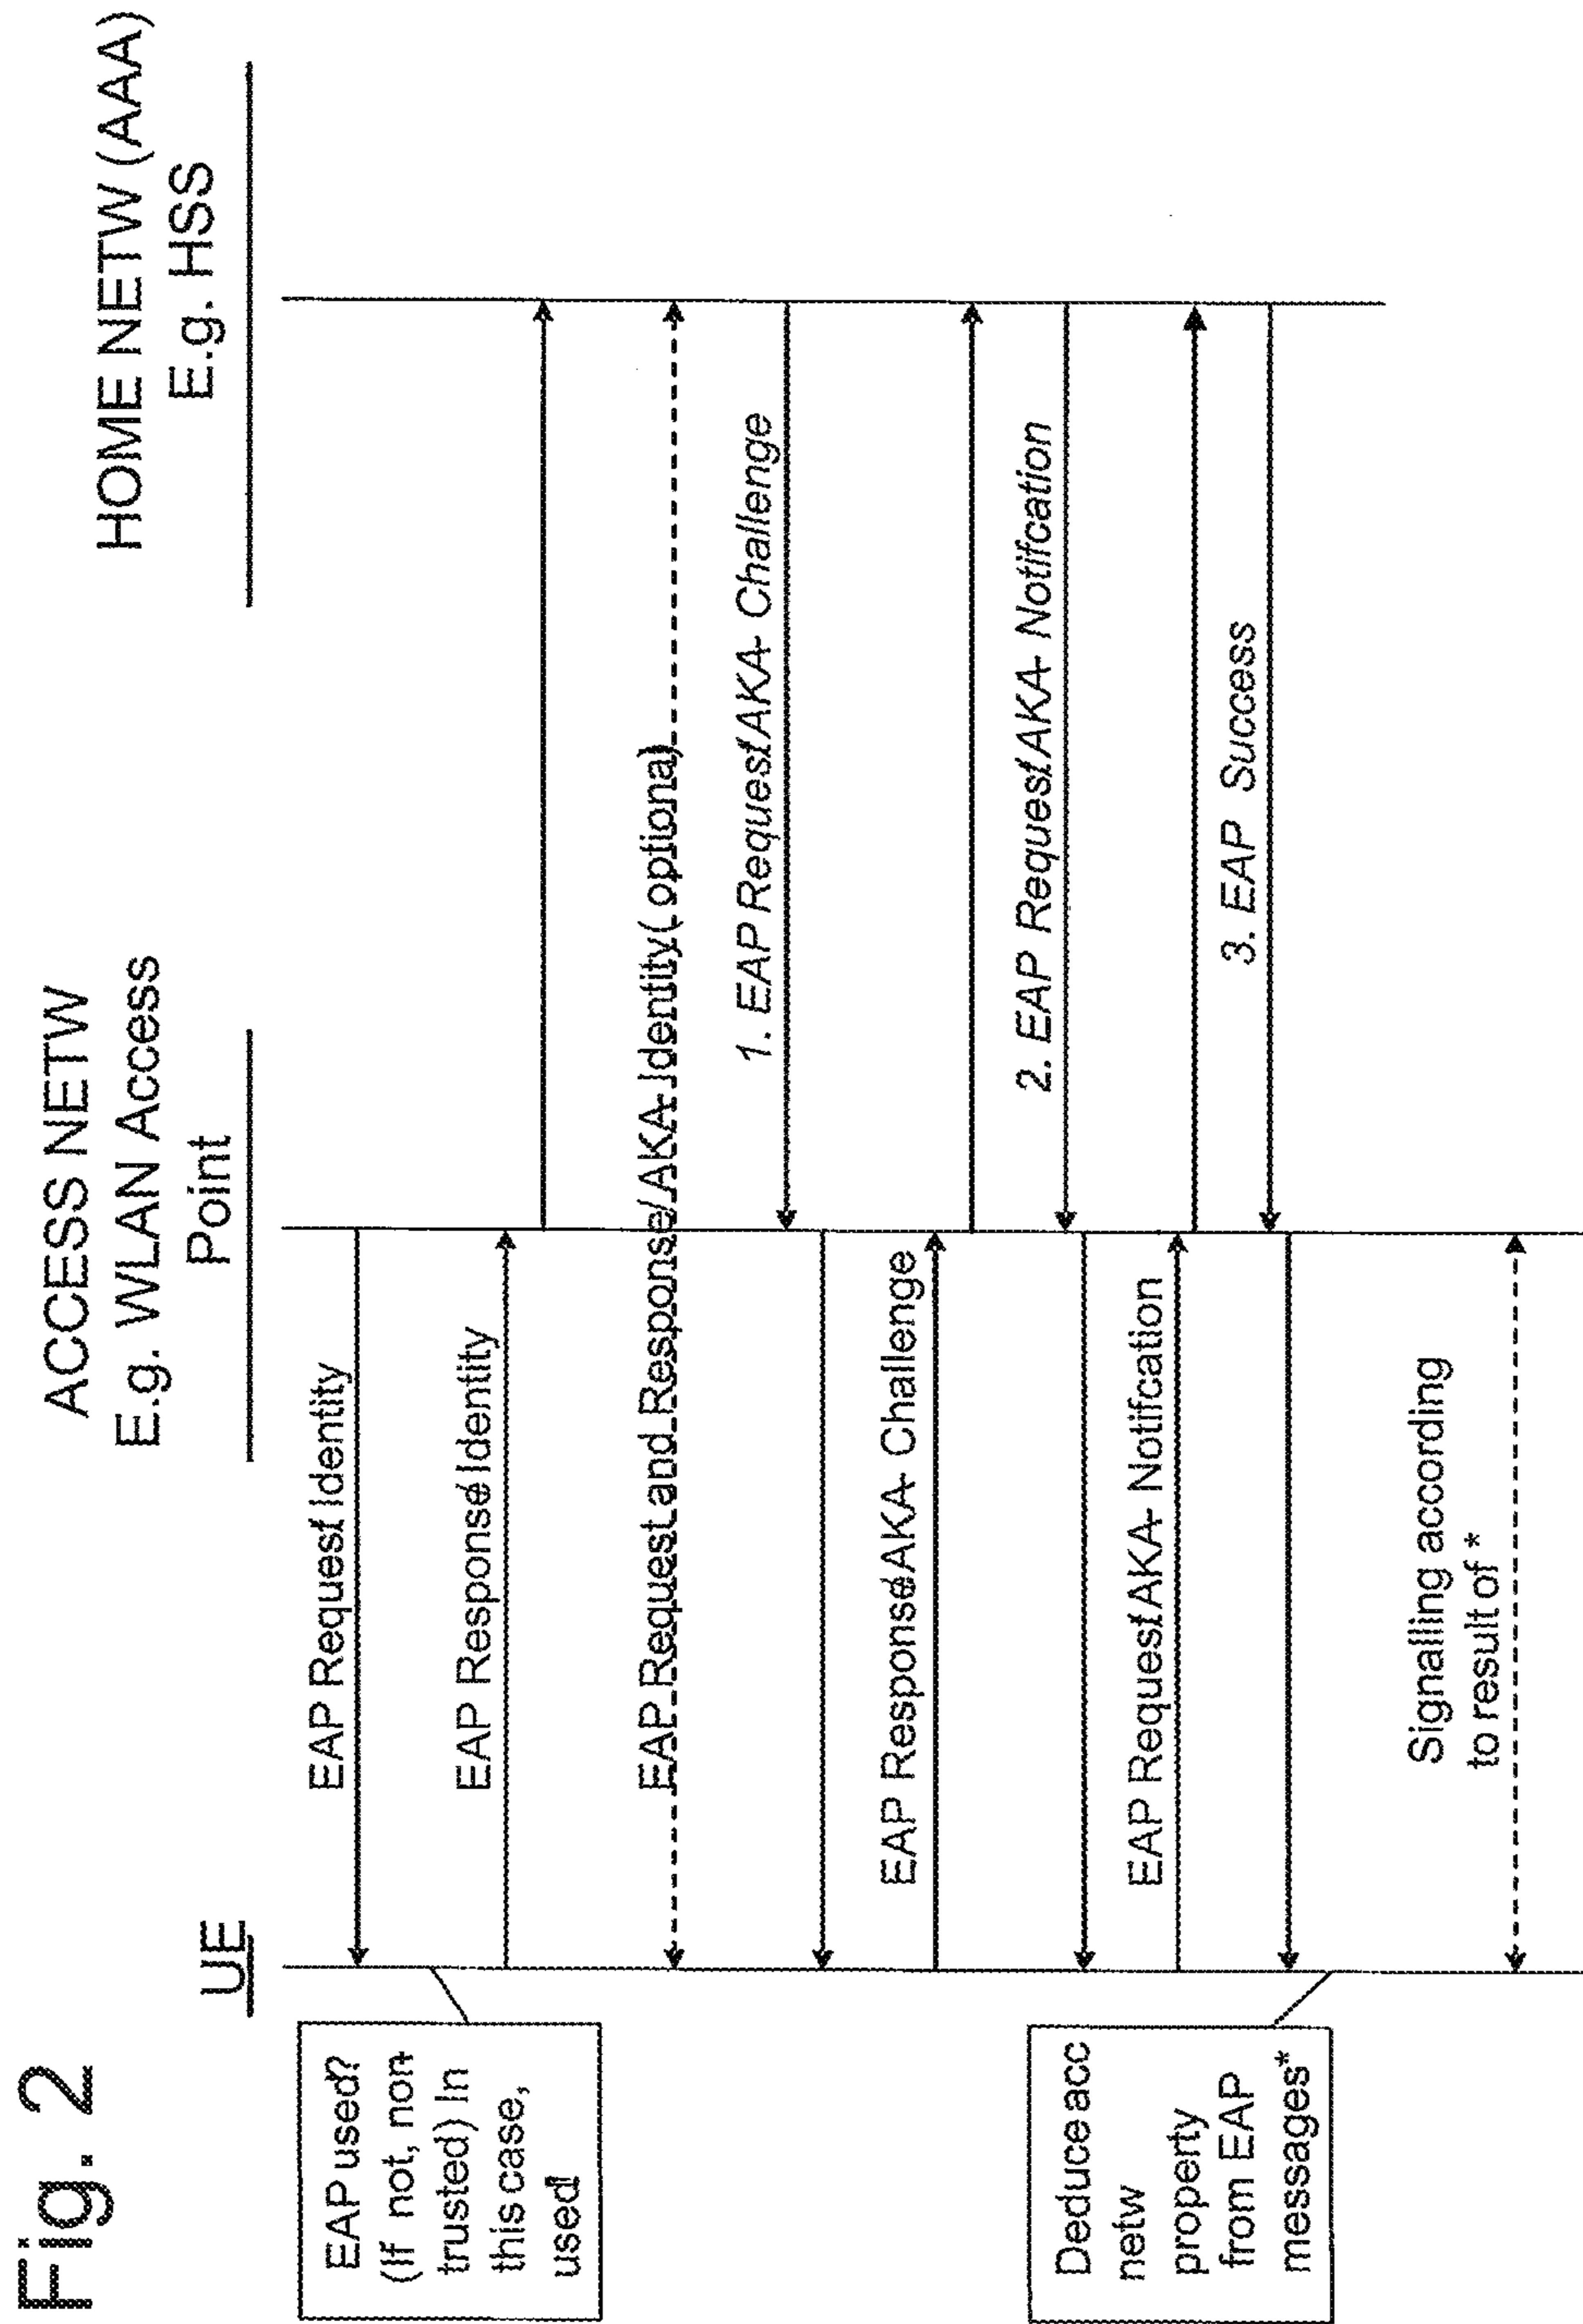 Fig. 2
UE
ACCESS NETW
E.g. WLAN Access
Point
HOME NETW (AAA)
E.g. HSS
EAP used?
(If not, non-
trusted) In
this case,
used!
EAP Request/ Identity
EAP Response/ Identity
EAP Request and Response/AKA-Identity( optional)
1. EAP Request/AKA- Challenge
EAP Response/AKA- Challenge
2. EAP Request/AKA- Notifcation
EAP Request/AKA- Notifcation
3. EAP Success
Deduce acc
netw
property
from EAP
messages*
Signalling according
to result of *